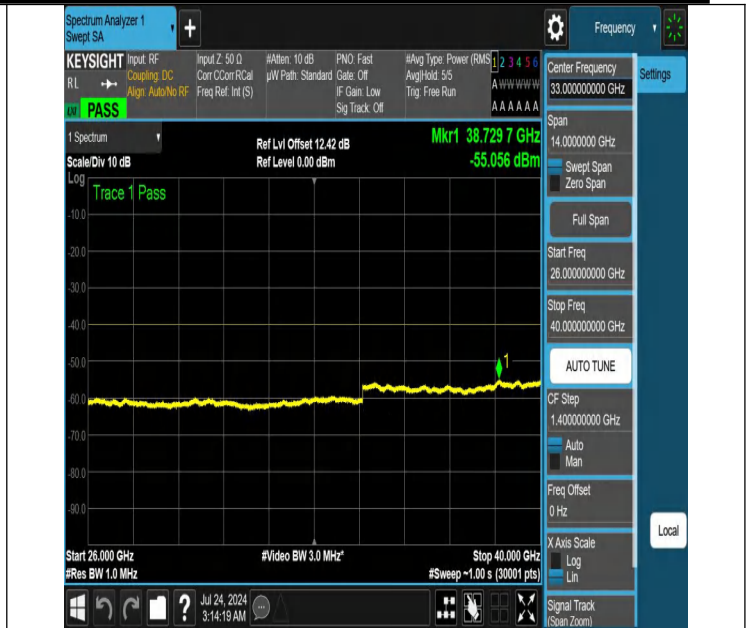 Spectrum Analyzer 1
Swept SA
+
Frequency
KEYSIGHT
RL
LXI
PASS
Input: RF
Coupling: DC
Align: Auto/No RF
Input Z: 50 Ω
Corr CCorr RCal
Freq Ref: Int (S)
#Atten: 10 dB
µW Path: Standard
PNO: Fast
Gate: Off
IF Gain: Low
Sig Track: Off
#Avg Type: Power (RMS
Avg|Hold: 5/5
Trig: Free Run
1 2 3 4 5 6
A W W W W W
A A A A A A
Center Frequency
33.000000000 GHz
Settings
Span
14.0000000 GHz
Swept Span
Zero Span
Full Span
Start Freq
26.000000000 GHz
Stop Freq
40.000000000 GHz
AUTO TUNE
CF Step
1.400000000 GHz
Auto
Man
Freq Offset
0 Hz
X Axis Scale
Log
Lin
Signal Track
(Span Zoom)
Local
1 Spectrum
Scale/Div 10 dB
Ref Lvl Offset 12.42 dB
Ref Level 0.00 dBm
Mkr1 38.729 7 GHz
-55.056 dBm
Log
Trace 1 Pass
-10.0
-20.0
-30.0
-40.0
-50.0
-60.0
-70.0
-80.0
-90.0
1
Start 26.000 GHz
#Res BW 1.0 MHz
#Video BW 3.0 MHz*
Stop 40.000 GHz
#Sweep ~1.00 s (30001 pts)
?
Jul 24, 2024
3:14:19 AM